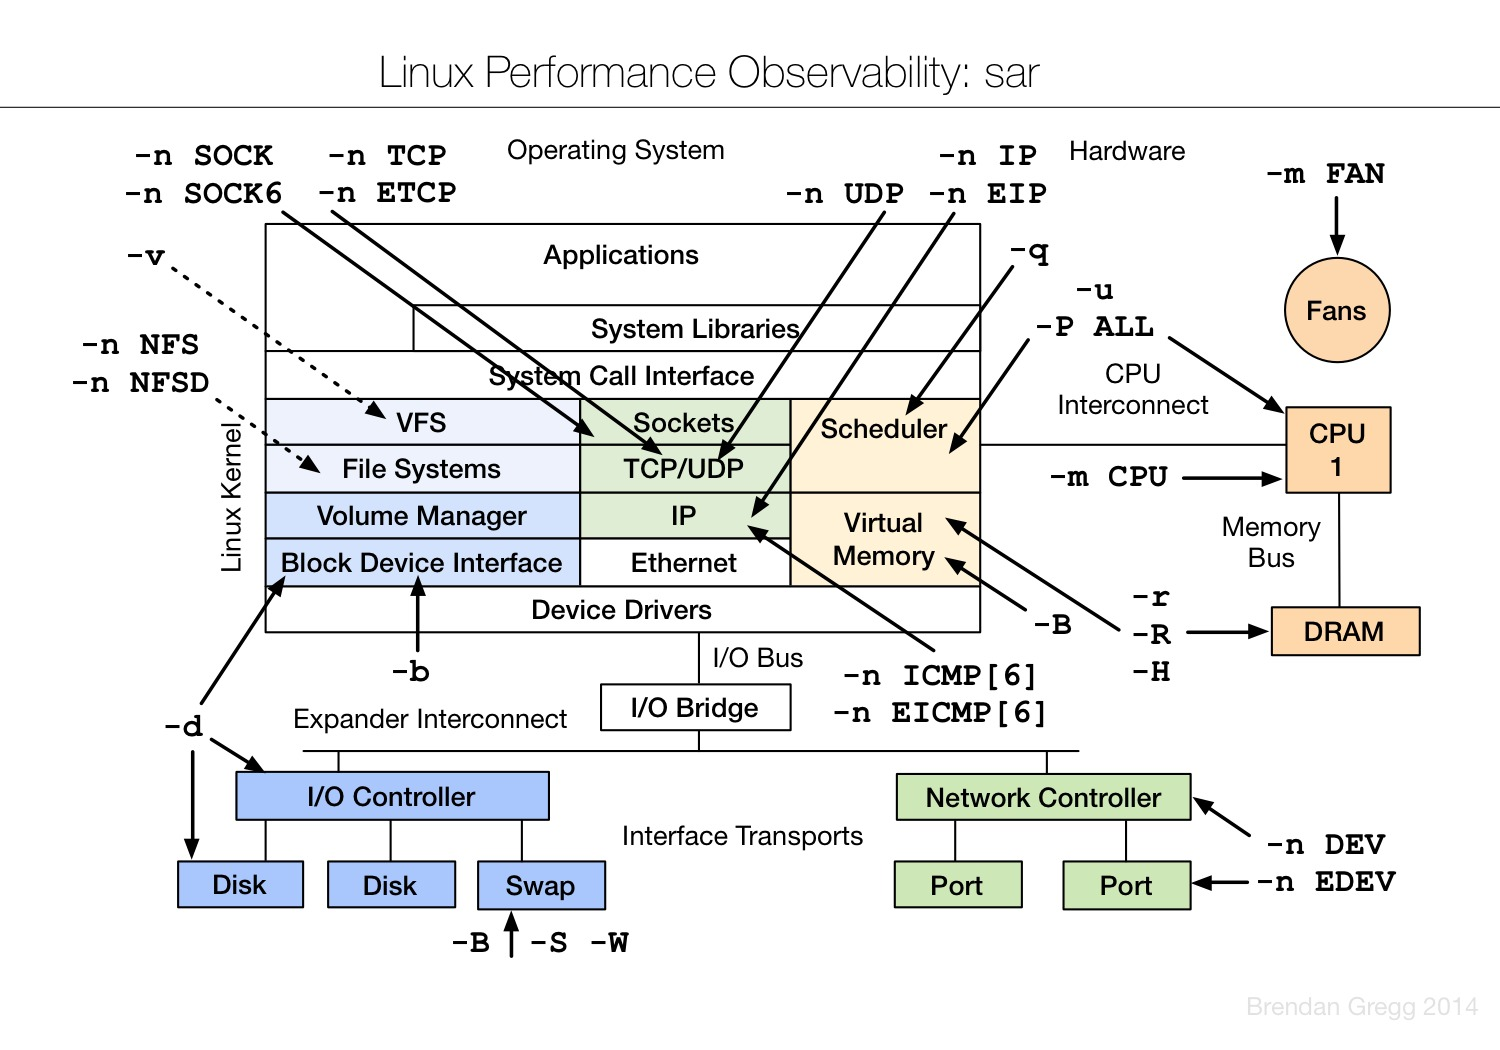 Linux Performance Observability: sar
Operating System
Hardware
-n SOCK
-n SOCK6
-n TCP
-n ETCP
-n UDP
-n IP
-n EIP
-m FAN
-v
-q
-u
-P ALL
-n NFS
-n NFSD
Applications
System Libraries
System Call Interface
VFS
Sockets
Scheduler
File Systems
TCP/UDP
Volume Manager
IP
Virtual
Memory
Block Device Interface
Ethernet
Device Drivers
Linux Kernel
Fans
CPU
Interconnect
CPU
1
-m CPU
Memory
Bus
DRAM
-r
-R
-H
-B
-b
-d
I/O Bus
-n ICMP[6]
-n EICMP[6]
I/O Bridge
Expander Interconnect
I/O Controller
Network Controller
Interface Transports
Disk
Disk
Swap
Port
Port
-n DEV
-n EDEV
-B -S -W
Brendan Gregg 2014